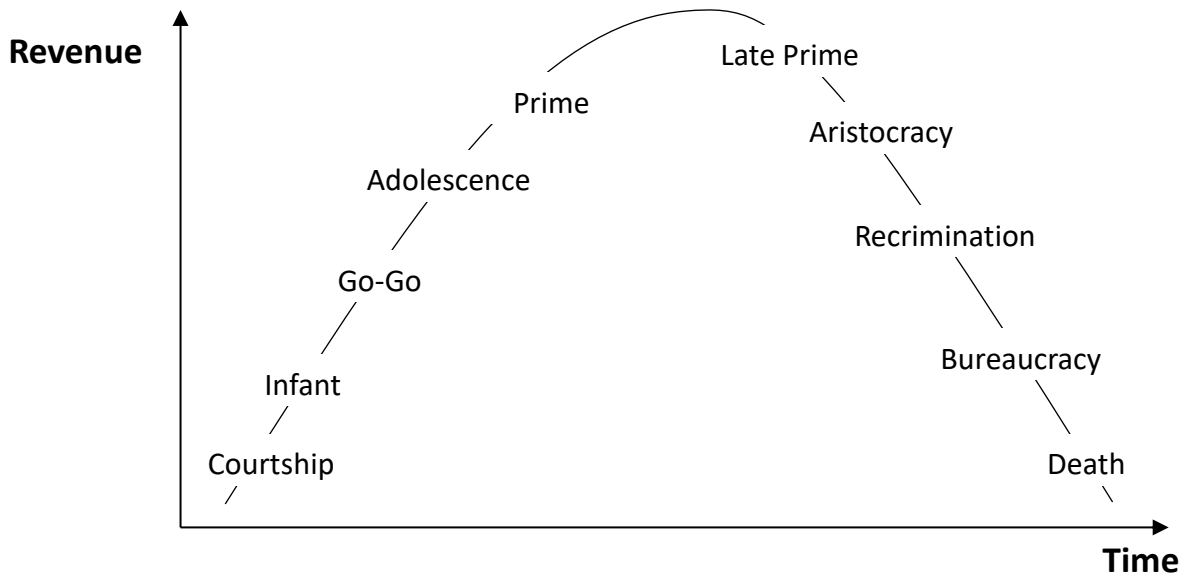 Revenue
Late Prime
Prime
Aristocracy
Adolescence
Recrimination
Go-Go
Bureaucracy
Infant
Courtship
Death
Time